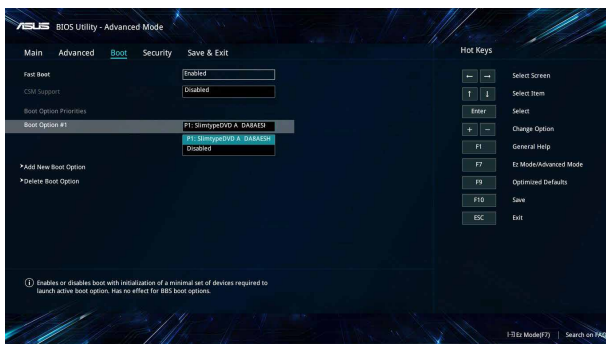 ASUS BIOS Utility - Advanced Mode
Main Advanced Boot Security Save & Exit
Hot Keys
Fast Boot Enabled
CSM Support Disabled
Boot Option Priorities
Boot Option #1 P1: SlimtypeDVD A DA8AESI
P1: SlimtypeDVD A DA8AESH
Disabled
>Add New Boot Option
>Delete Boot Option
← → Select Screen
↑ ↓ Select Item
Enter Select
+ − Change Option
F1 General Help
F7 Ez Mode/Advanced Mode
F9 Optimized Defaults
F10 Save
ESC Exit
i Enables or disables boot with initialization of a minimal set of devices required to
launch active boot option. Has no effect for BBS boot options.
Ez Mode(F7) | Search on FAQ